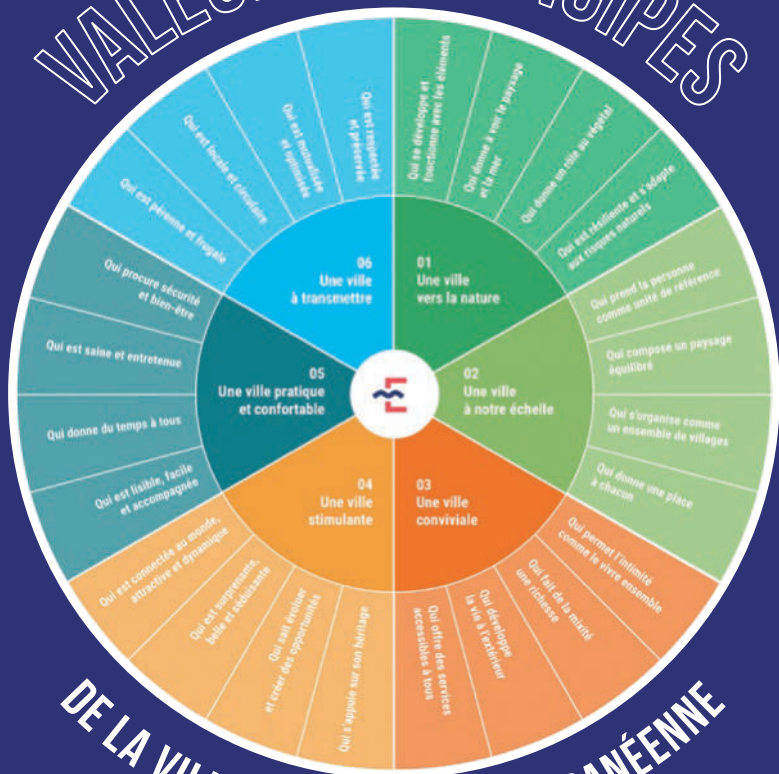 DE LA
01
Une ville
vers la nature
Qui se développe et
fonctionne avec les éléments
Qui donne à voir le paysage
et la mer
Qui donne un rôle au végétal
Qui est résiliente et s'adapte
aux risques naturels
02
Une ville
à notre échelle
Qui prend la personne
comme unité de référence
Qui compose un paysage
équilibré
Qui s'organise comme
un ensemble de villages
Qui donne une place
à chacun
03
Une ville
conviviale
Qui permet l'intimité
comme le vivre ensemble
Qui fait de la mixité
une richesse
Qui développe
la vie à l'extérieur
Qui offre des services
accessibles à tous
04
Une ville
stimulante
Qui s'appuie sur son héritage
Qui sait évoluer
et créer des opportunités
Qui est surprenante,
belle et séduisante
Qui est connectée au monde,
attractive et dynamique
05
Une ville pratique
et confortable
Qui est lisible, facile
et accompagnée
Qui donne du temps à tous
Qui est saine et entretenue
Qui procure sécurité
et bien-être
06
Une ville
à transmettre
Qui est pérenne et frugale
Qui est locale et circulaire
Qui est mutualisée
et optimisée
Qui est respectée
et préservée